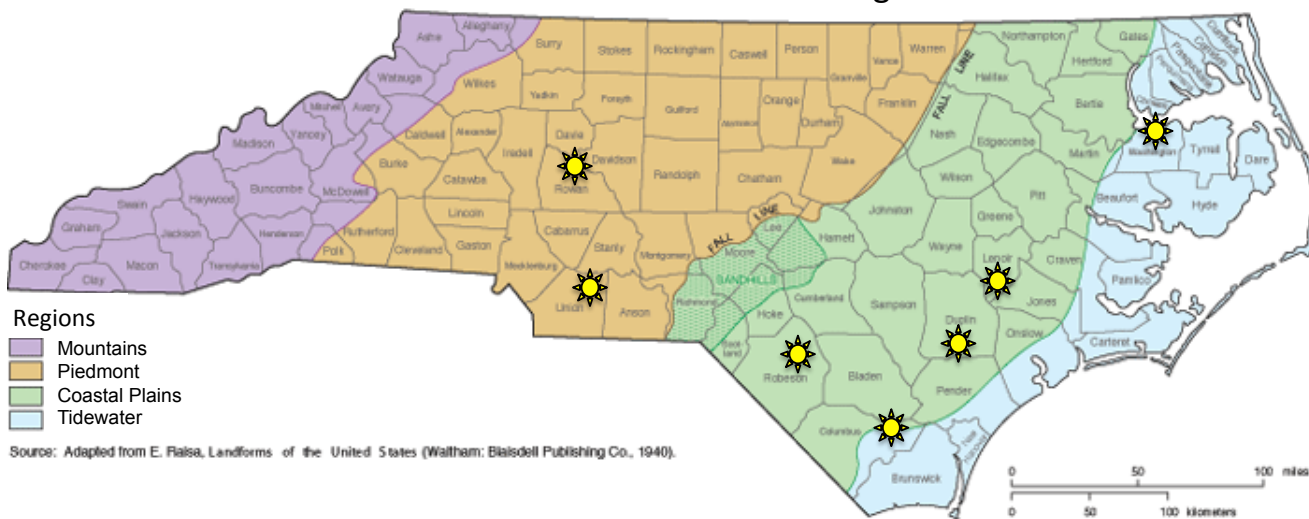 Ashe
Alleghany
Surry
Stokes
Rockingham
Caswell
Person
Granville
Vance
Warren
Northampton
Gates
Hertford
Halifax
FALL LINE
Watauga
Wilkes
Yadkin
Forsyth
Guilford
Orange
Durham
Franklin
Nash
Bertie
Mitchell
Avery
Yancey
Madison
Caldwell
Alexander
Iredell
Davie
Davidson
Edgecombe
Martin
Washington
Tyrrell
Dare
Burke
Catawba
Rowan
Randolph
Chatham
Wake
Wilson
Pitt
Beaufort
Hyde
Buncombe
McDowell
Haywood
Swain
Graham
Jackson
Henderson
Rutherford
Lincoln
Cleveland
Gaston
Cabarrus
Stanly
Montgomery
FALL LINE
Lee
Moore
Harnett
Johnston
Wayne
Greene
Lenoir
Craven
Pamlico
Cherokee
Clay
Macon
Transylvania
Polk
Mecklenburg
Union
Anson
SANDHILLS
Richmond
Hoke
Cumberland
Sampson
Duplin
Jones
Onslow
Carteret
Scot-
land
Robeson
Bladen
Pender
Columbus
Brunswick
Regions
Mountains
Piedmont
Coastal Plains
Tidewater
Source: Adapted from E. Raisa, Landforms of the United States (Waltham: Blaisdell Publishing Co., 1940).
0 50 100 miles
0 50 100 kilometers